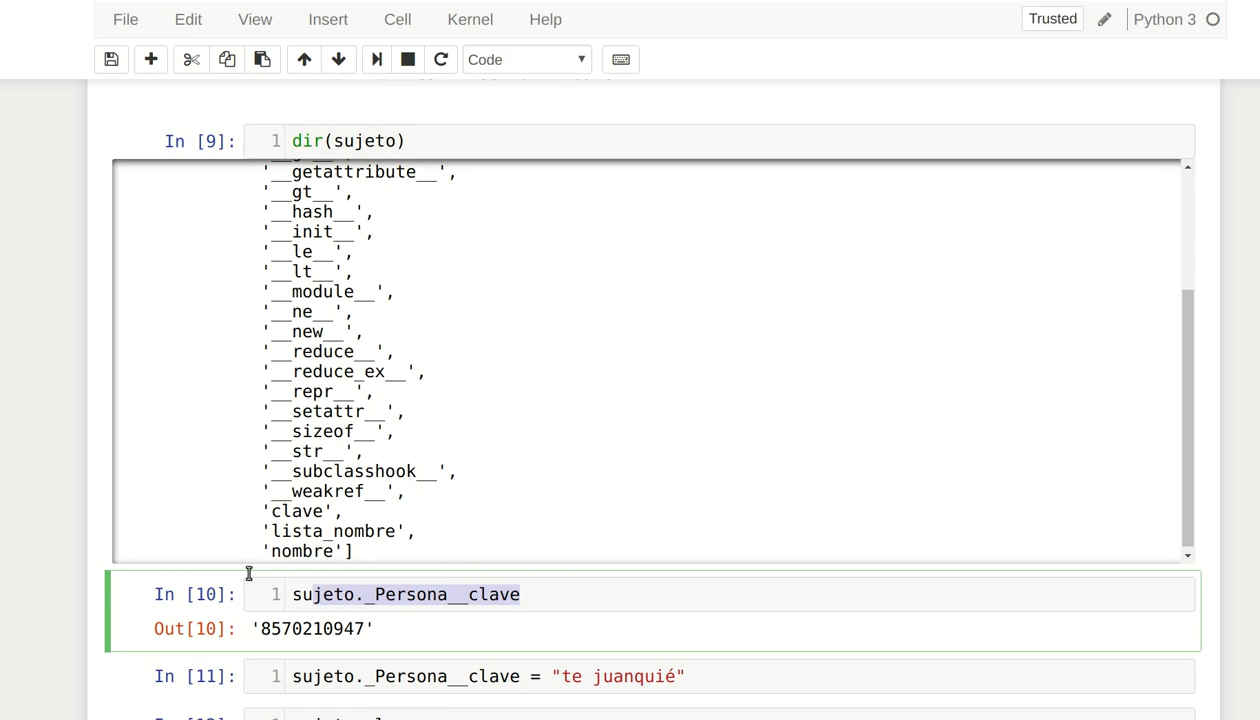 File Edit View Insert Cell Kernel Help Trusted Python 3
Code
In [9]: 1 dir(sujeto)
'__getattribute__',
'__gt__',
'__hash__',
'__init__',
'__le__',
'__lt__',
'__module__',
'__ne__',
'__new__',
'__reduce__',
'__reduce_ex__',
'__repr__',
'__setattr__',
'__sizeof__',
'__str__',
'__subclasshook__',
'__weakref__',
'clave',
'lista_nombre',
'nombre']
In [10]: 1 sujeto._Persona__clave
Out[10]: '8570210947'
In [11]: 1 sujeto._Persona__clave = "te juanquié"